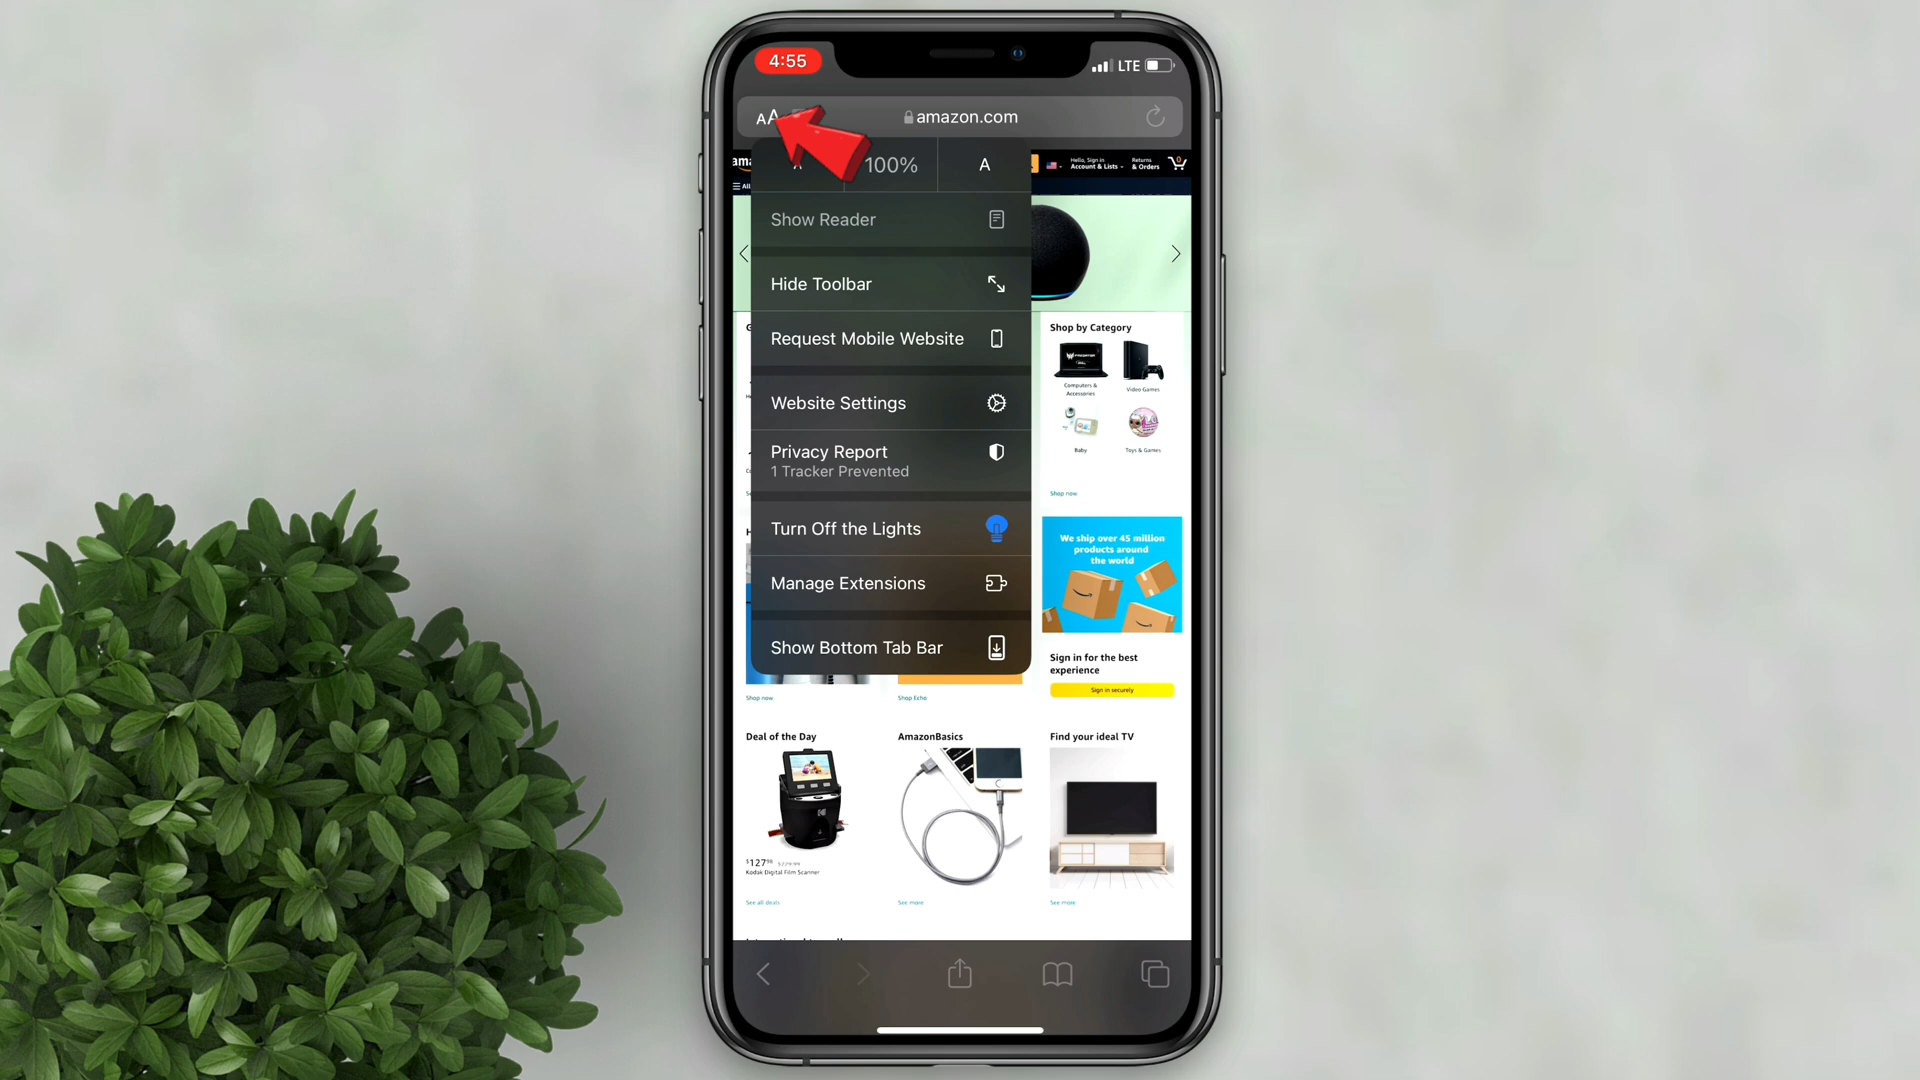 4:55
LTE
AA
amazon.com
100%
A
Hello, Sign in
Account & Lists
Returns
& Orders
0
All
Show Reader
Hide Toolbar
Request Mobile Website
Website Settings
Privacy Report
1 Tracker Prevented
Turn Off the Lights
Manage Extensions
Show Bottom Tab Bar
Shop by Category
Computers &
Accessories
Video Games
Baby
Toys & Games
Shop now
We ship over 45 million
products around
the world
Sign in for the best
experience
Sign in securely
Shop now
Shop Echo
Deal of the Day
AmazonBasics
Find your ideal TV
$127.98 $229.99
Kodak Digital Film Scanner
See all deals
See more
See more